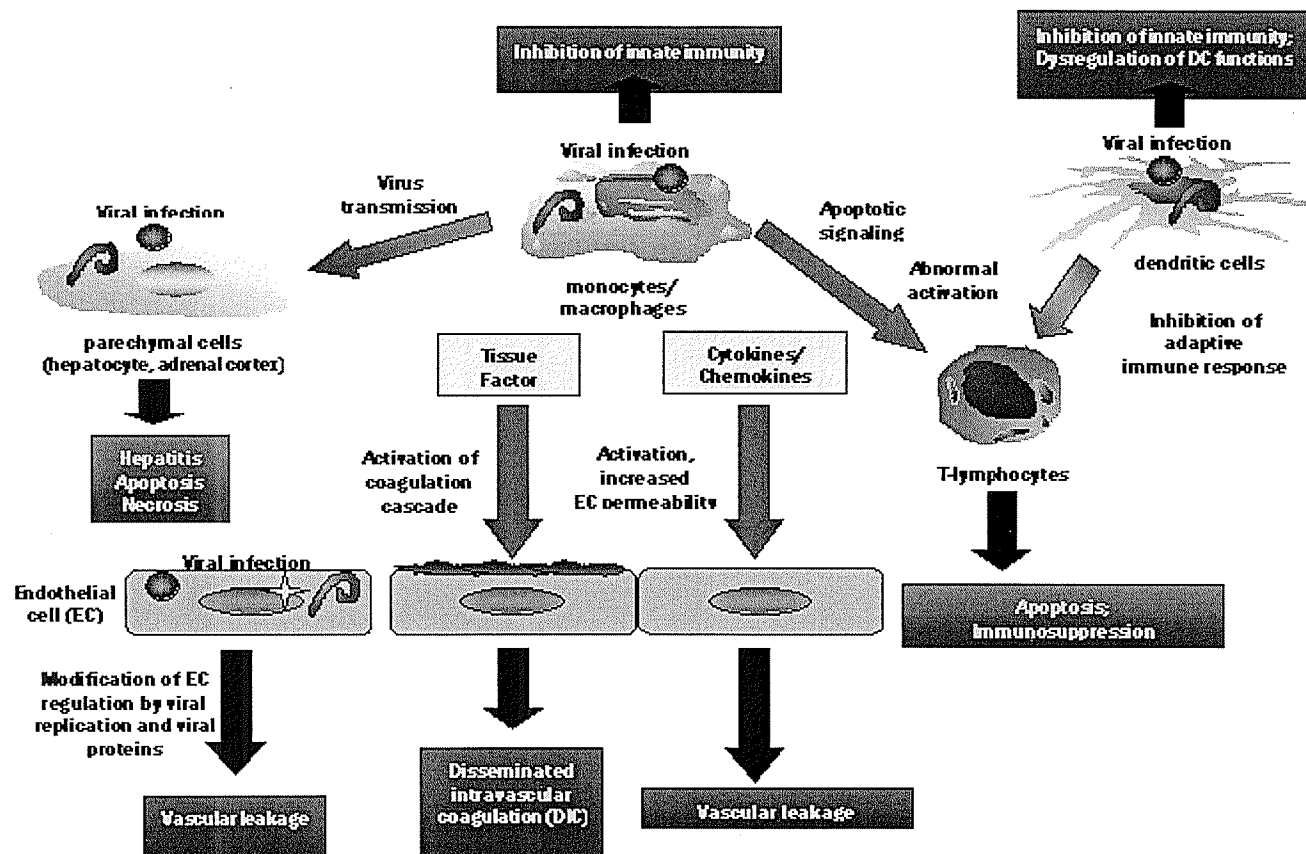 Inhibition of innate immunity
Inhibition of innate immunity;
Dysregulation of DC functions
Viral infection
Viral infection
Virus
transmission
Viral infection
Apoptotic
signaling
Abnormal
activation
dendritic cells
monocytes/
macrophages
Inhibition of
adaptive
immune response
parechymal cells
(hepatocyte, adrenal cortex)
Tissue
Factor
Cytokines/
Chemokines
Hepatitis
Apoptosis
Necrosis
Activation of
coagulation
cascade
Activation,
increased
EC permeability
T-lymphocytes
Viral infection
Endothelial
cell (EC)
Apoptosis;
Immunosuppression
Modification of EC
regulation by viral
replication and viral
proteins
Vascular leakage
Disseminated
intravascular
coagulation (DIC)
Vascular leakage